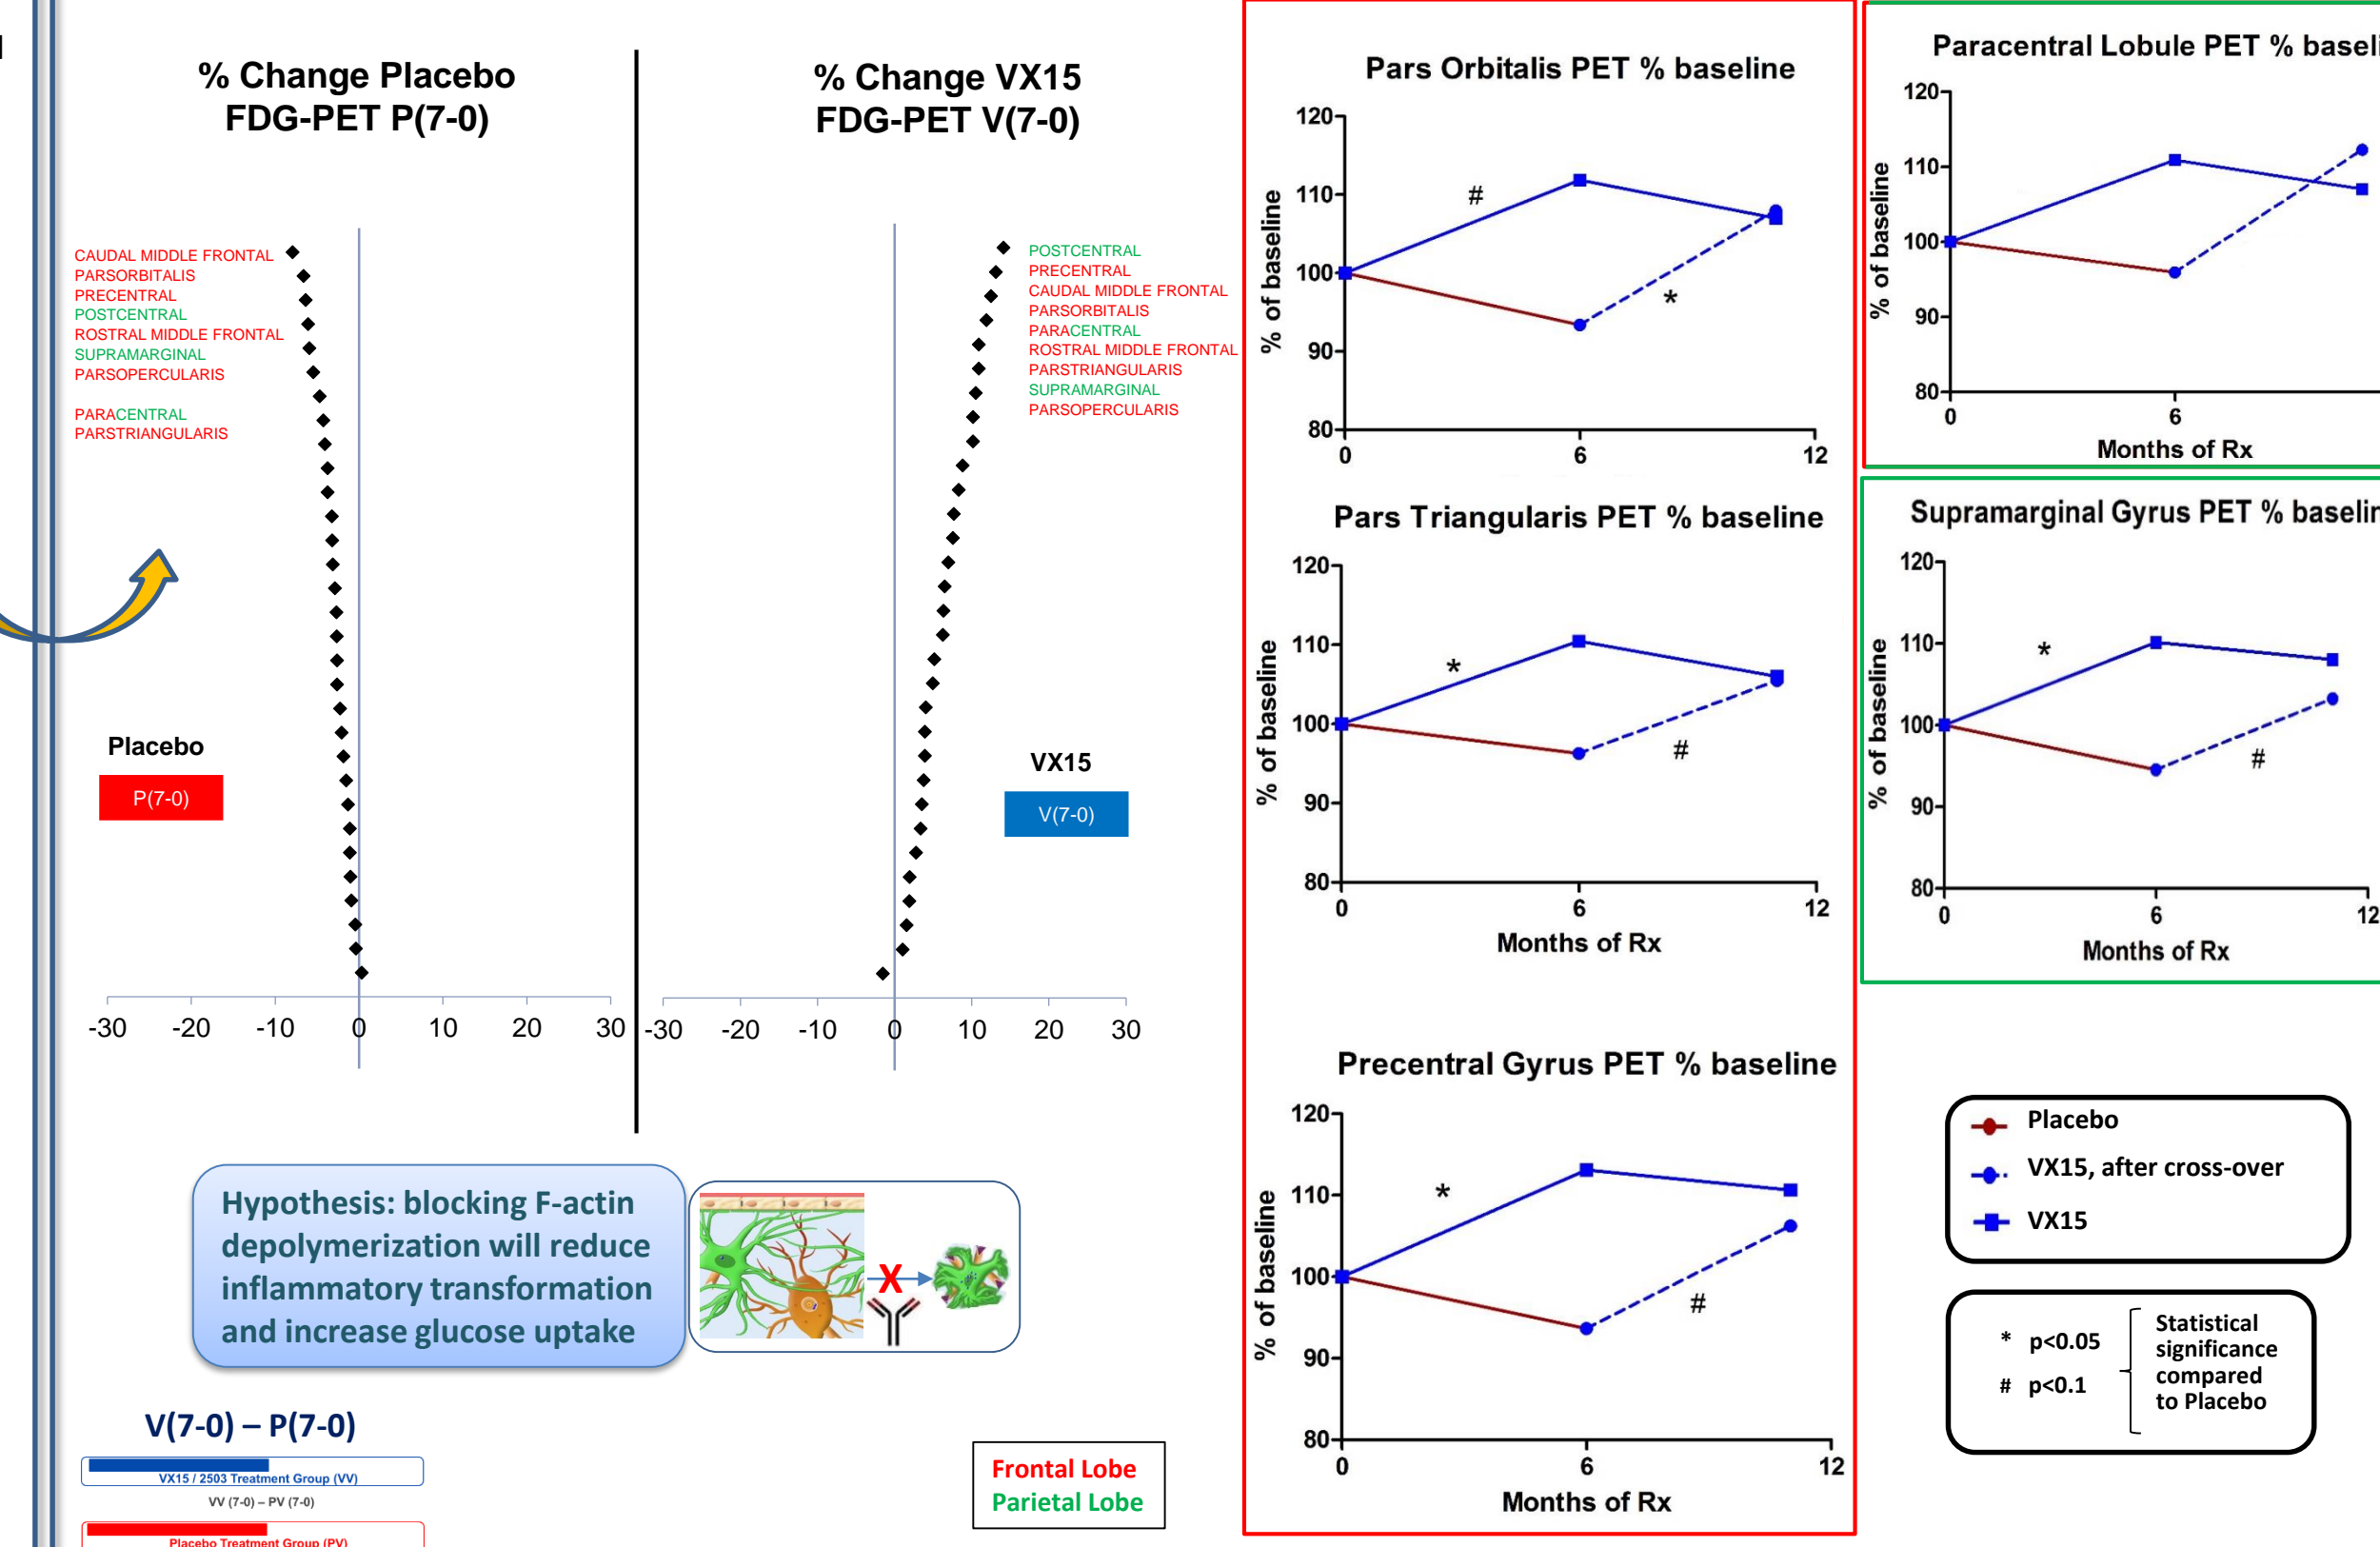 % Change Placebo
FDG-PET P(7-0)
CAUDAL MIDDLE FRONTAL
PARSORBITALIS
PRECENTRAL
POSTCENTRAL
ROSTRAL MIDDLE FRONTAL
SUPRAMARGINAL
PARSOPERCULARIS
PARACENTRAL
PARSTRIANGULARIS
Placebo
P(7-0)
-30 -20 -10 0 10 20 30
% Change VX15
FDG-PET V(7-0)
POSTCENTRAL
PRECENTRAL
CAUDAL MIDDLE FRONTAL
PARSORBITALIS
PARACENTRAL
ROSTRAL MIDDLE FRONTAL
PARSTRIANGULARIS
SUPRAMARGINAL
PARSOPERCULARIS
VX15
V(7-0)
-30 -20 -10 0 10 20 30
Hypothesis: blocking F-actin
depolymerization will reduce
inflammatory transformation
and increase glucose uptake
X
V(7-0) – P(7-0)
VX15 / 2503 Treatment Group (VV)
VV (7-0) – PV (7-0)
Placebo Treatment Group (PV)
Frontal Lobe
Parietal Lobe
Pars Orbitalis PET % baseline
% of baseline
120
110
100
90
80
0 6 12
#
*
Pars Triangularis PET % baseline
% of baseline
120
110
100
90
80
0 6 12
*
#
Months of Rx
Precentral Gyrus PET % baseline
% of baseline
120
110
100
90
80
0 6 12
*
#
Months of Rx
Paracentral Lobule PET % baseli
% of baseline
120
110
100
90
80
0 6
Months of Rx
Supramarginal Gyrus PET % baselin
% of baseline
120
110
100
90
80
0 6 12
*
#
Months of Rx
Placebo
VX15, after cross-over
VX15
* p<0.05
# p<0.1
Statistical
significance
compared
to Placebo